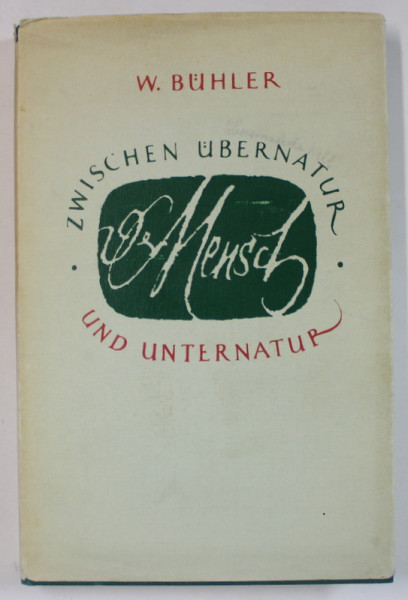 W. BÜHLER
ZWISCHEN ÜBERNATUR
Der Mensch
UND UNTERNATUR